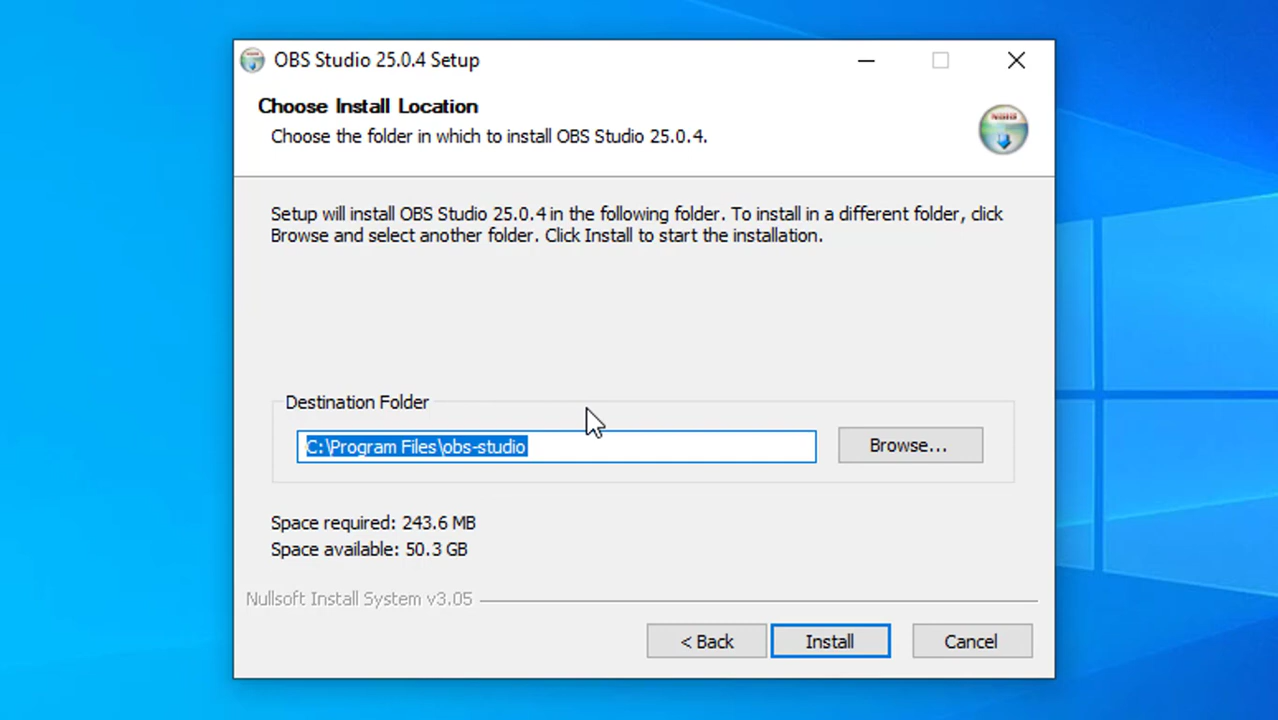 OBS Studio 25.0.4 Setup
Choose Install Location
Choose the folder in which to install OBS Studio 25.0.4.
Setup will install OBS Studio 25.0.4 in the following folder. To install in a different folder, click
Browse and select another folder. Click Install to start the installation.
Destination Folder
C:\Program Files\obs-studio
Browse...
Space required: 243.6 MB
Space available: 50.3 GB
Nullsoft Install System v3.05
< Back
Install
Cancel